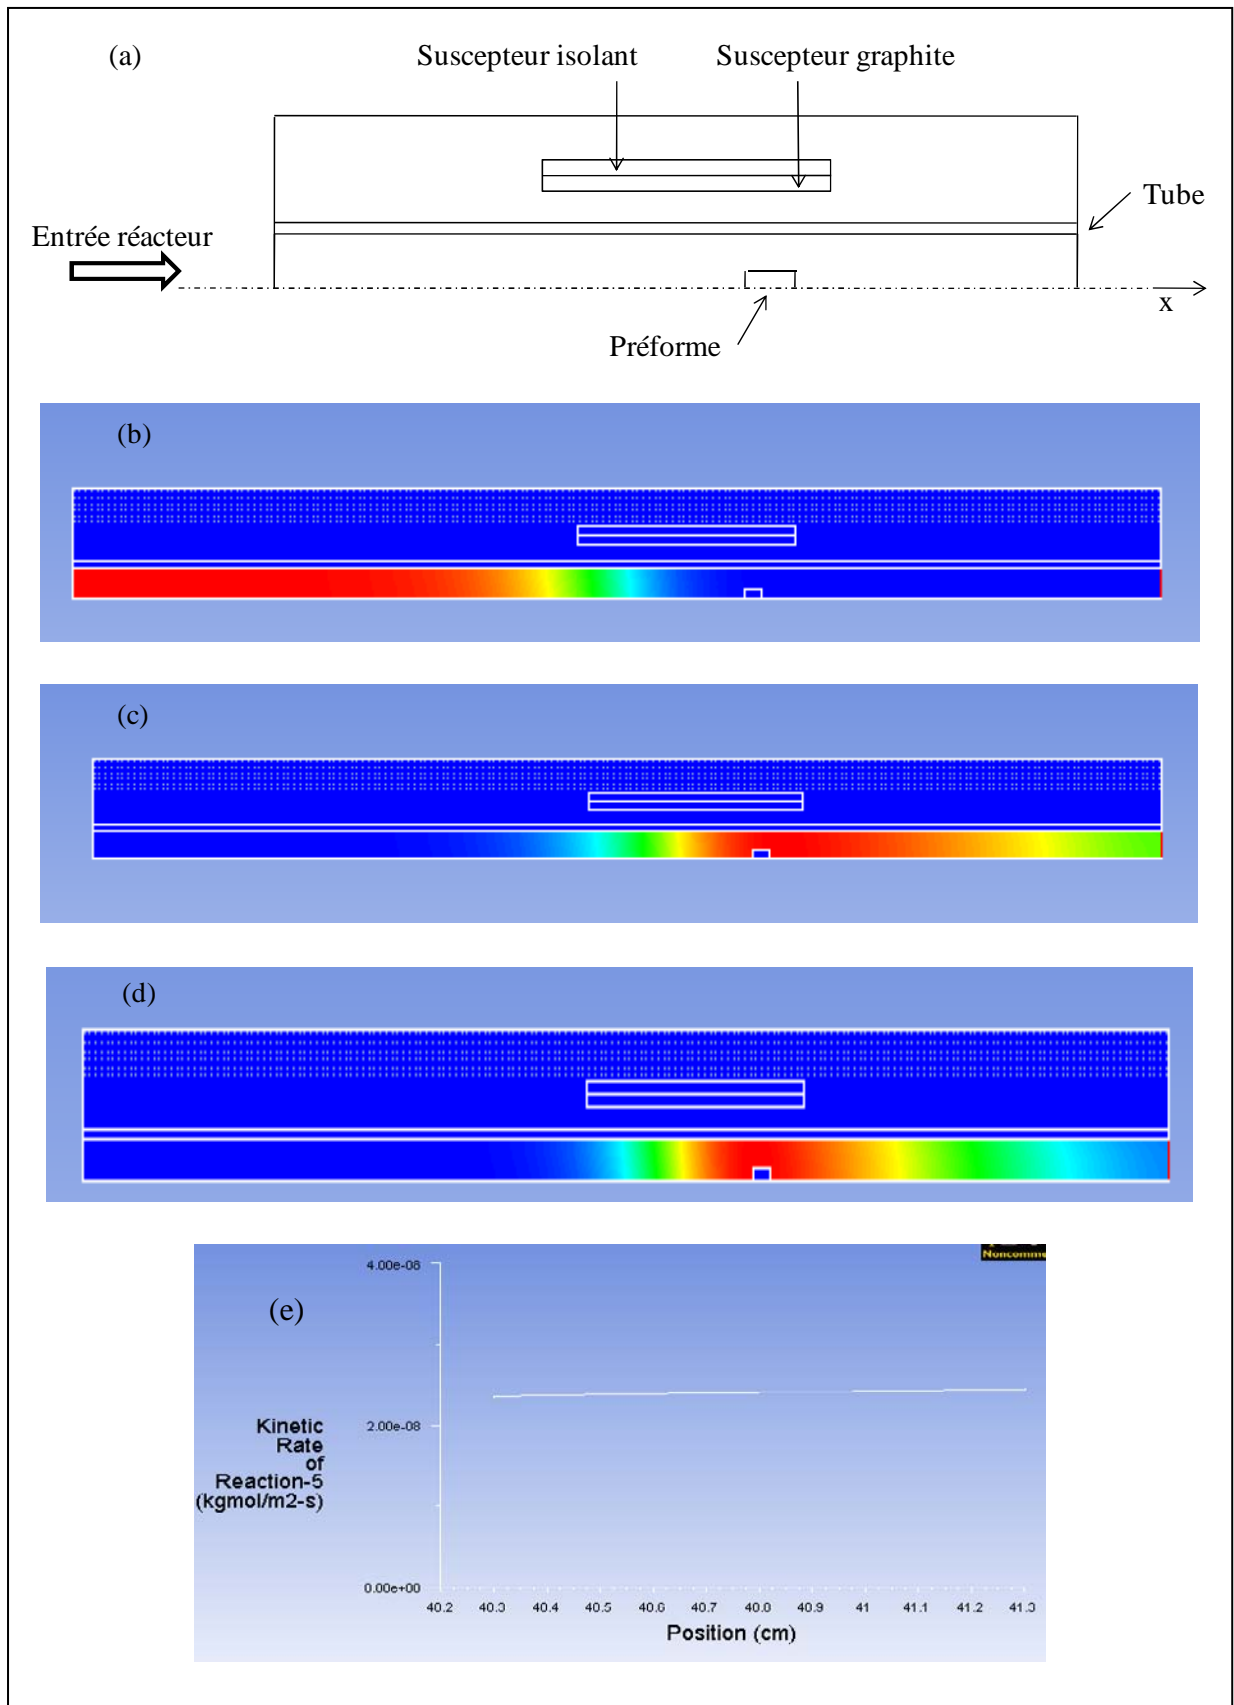 (a)
Suscepteur isolant
Suscepteur graphite
Tube
Entrée réacteur
x
Préforme
(b)
(c)
(d)
(e)
Noncomme
4.00e-08
2.00e-08
0.00e+00
Kinetic
Rate
of
Reaction-5
(kgmol/m2-s)
40.2 40.3 40.4 40.5 40.6 40.7 40.8 40.9 41 41.1 41.2 41.3
Position (cm)